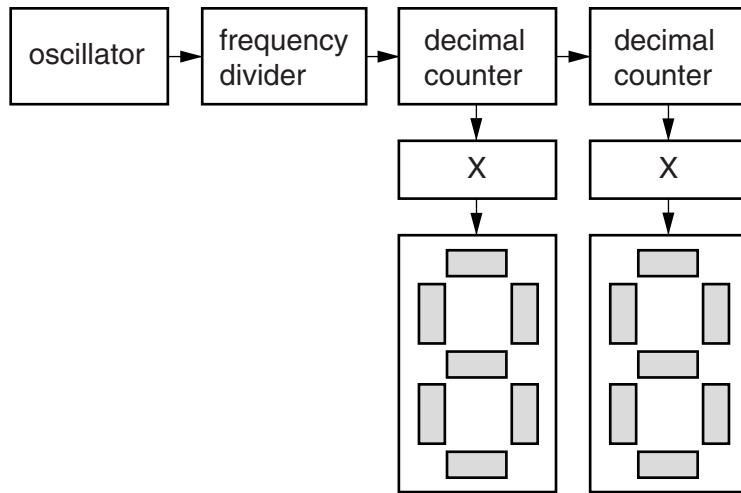 oscillator
frequency
divider
decimal
counter
decimal
counter
X
X